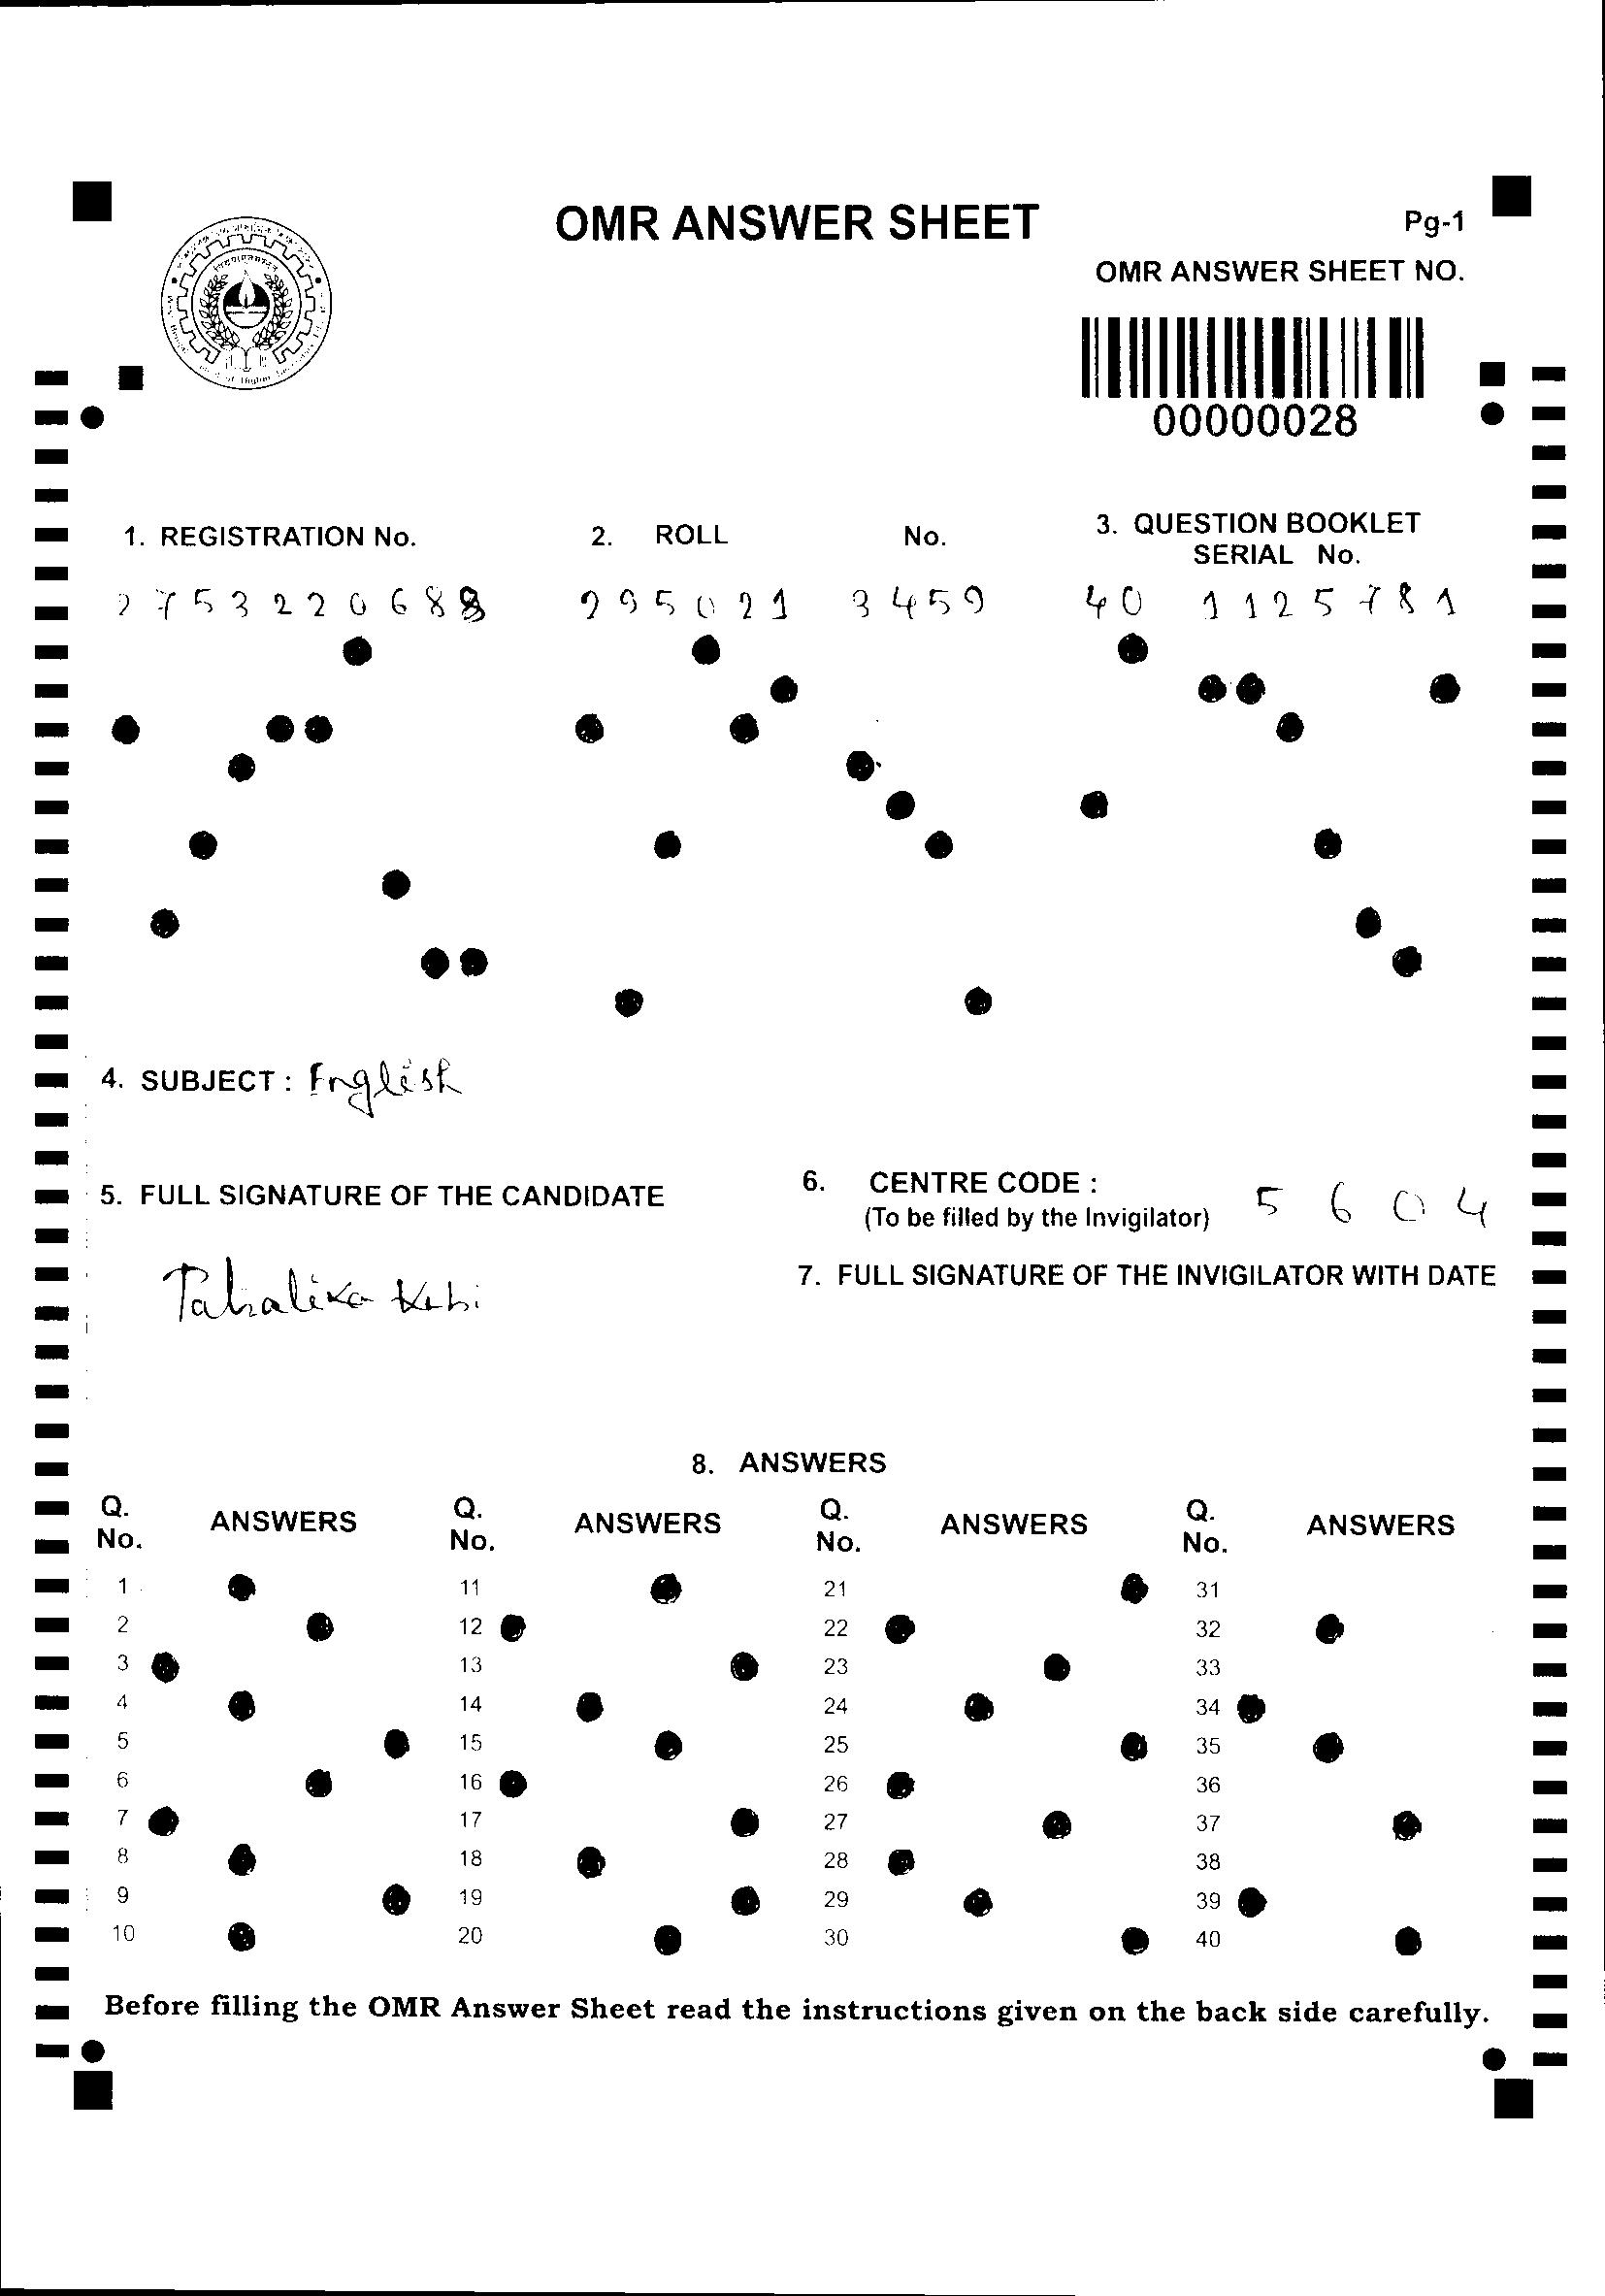 OMR ANSWER SHEET
Pg-1
OMR ANSWER SHEET NO.
00000028
1. REGISTRATION No.
2. ROLL No.
3. QUESTION BOOKLET
SERIAL No.
2753220688 295021 3459 40 1125781
4. SUBJECT : English
5. FULL SIGNATURE OF THE CANDIDATE
6. CENTRE CODE : 5604
(To be filled by the Invigilator)
7. FULL SIGNATURE OF THE INVIGILATOR WITH DATE
8. ANSWERS
Q. Q. Q. Q.
ANSWERS ANSWERS ANSWERS ANSWERS
No. No. No. No.
1 11 21 31
2 12 22 32
3 13 23 33
4 14 24 34
5 15 25 35
6 16 26 36
7 17 27 37
8 18 28 38
9 19 29 39
10 20 30 40
Before filling the OMR Answer Sheet read the instructions given on the back side carefully.